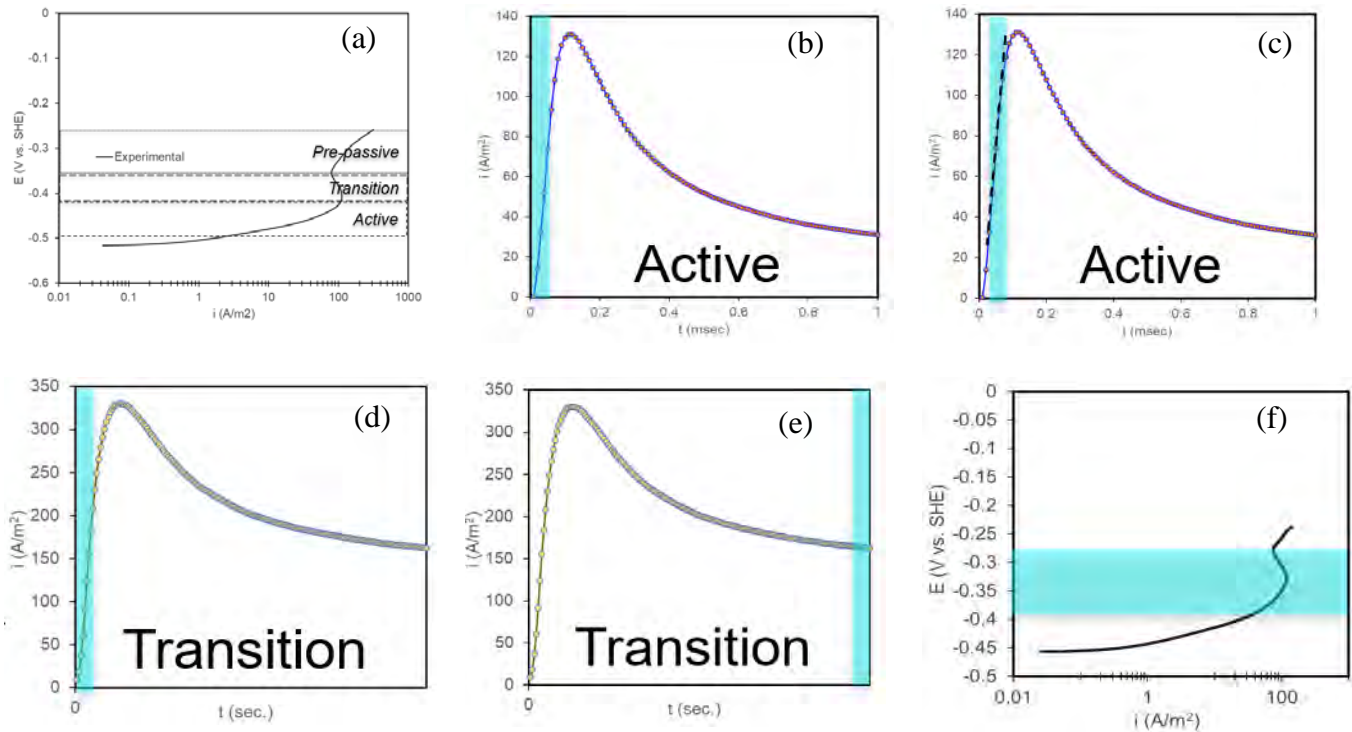 (a)
0
-0.1
-0.2
-0.3
-0.4
-0.5
-0.6
E (V vs. SHE)
Experimental
Pre-passive
Transition
Active
0.01 0.1 1 10 100 1000
i (A/m2)
(b)
140
120
100
80
60
40
20
0
i (A/m²)
Active
0 0.2 0.4 0.6 0.8 1
t (msec)
(c)
140
120
100
80
60
40
20
0
i (A/m²)
Active
0 0.2 0.4 0.6 0.8 1
(msec)
(d)
350
300
250
200
150
100
50
0
i (A/m²)
Transition
0
t (sec.)
(e)
350
300
250
200
150
100
50
0
i (A/m²)
Transition
0
t (sec.)
(f)
0
-0.05
-0.1
-0.15
-0.2
-0.25
-0.3
-0.35
-0.4
-0.45
-0.5
E (V vs. SHE)
0.01 1 100
i (A/m²)